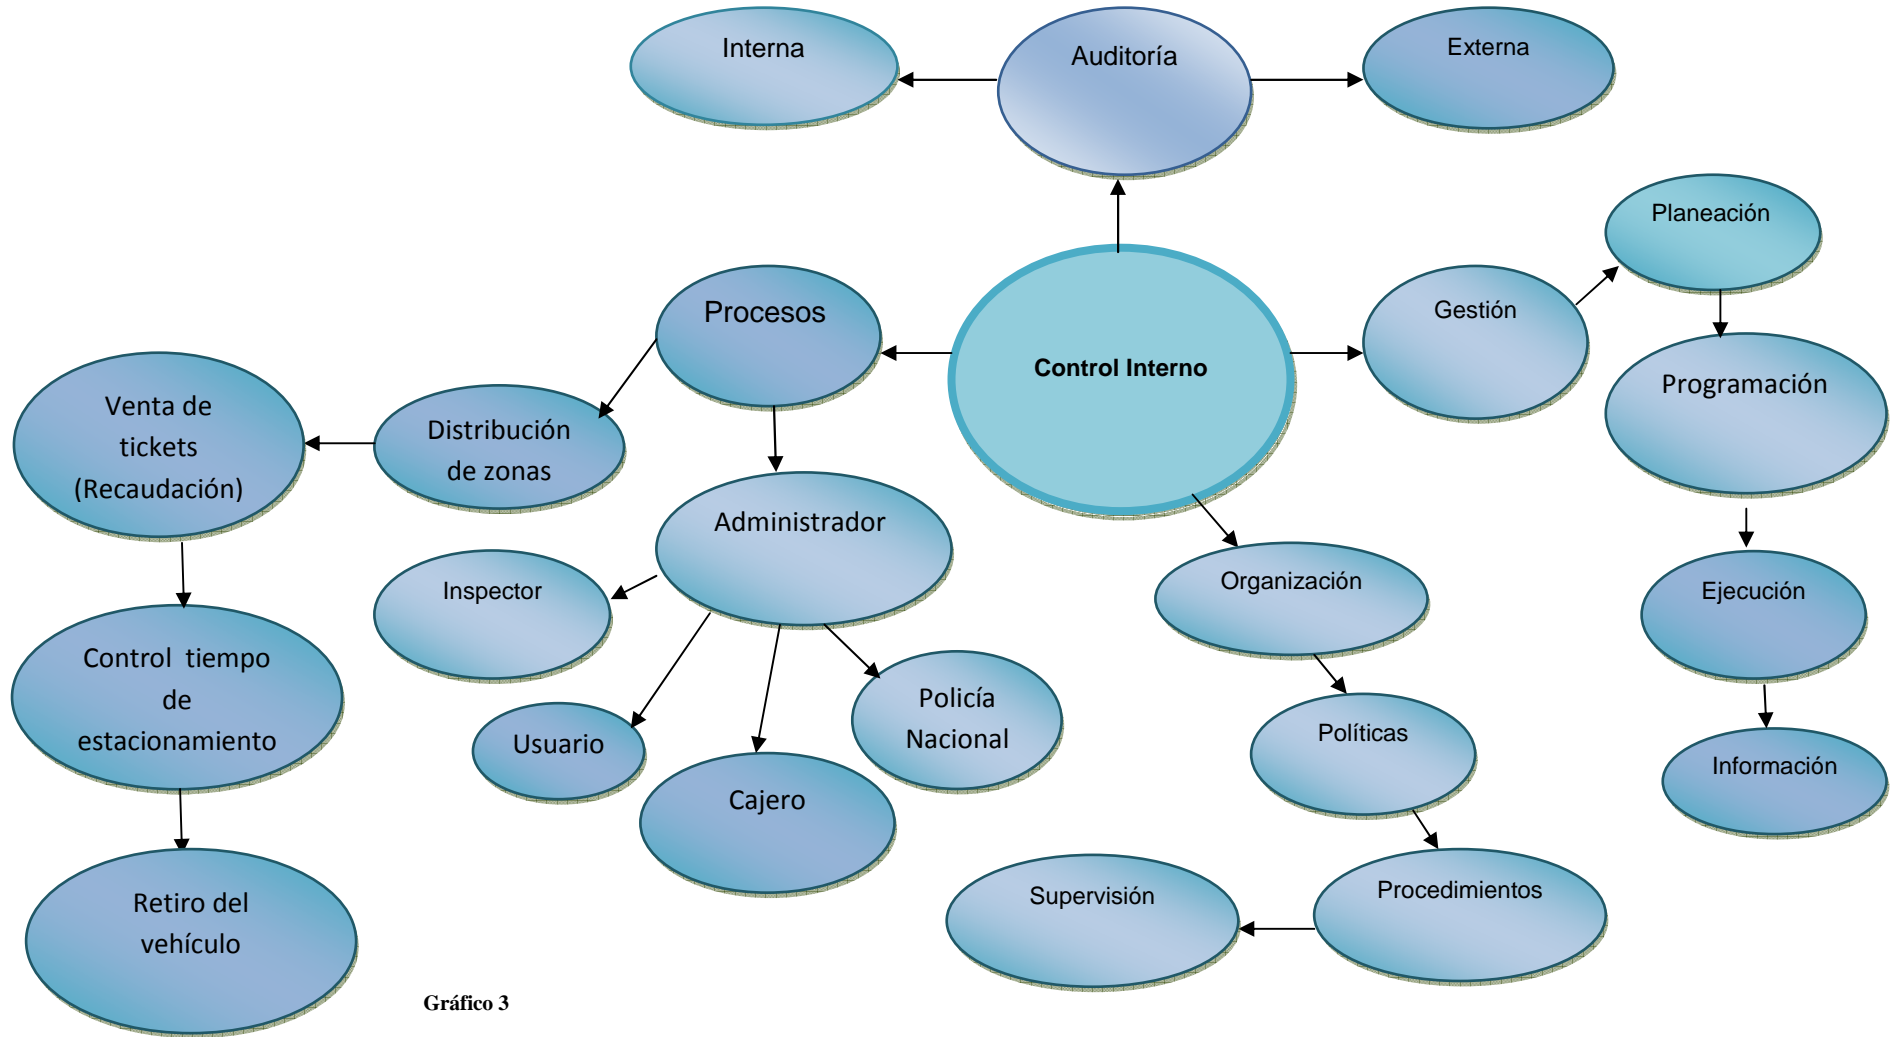 Interna
Auditoría
Externa
Planeación
Procesos
Gestión
Control Interno
Programación
Venta de
tickets
(Recaudación)
Distribución
de zonas
Administrador
Inspector
Organización
Ejecución
Control  tiempo
de
estacionamiento
Usuario
Policía
Nacional
Políticas
Información
Cajero
Retiro del
vehículo
Supervisión
Procedimientos
Gráfico 3